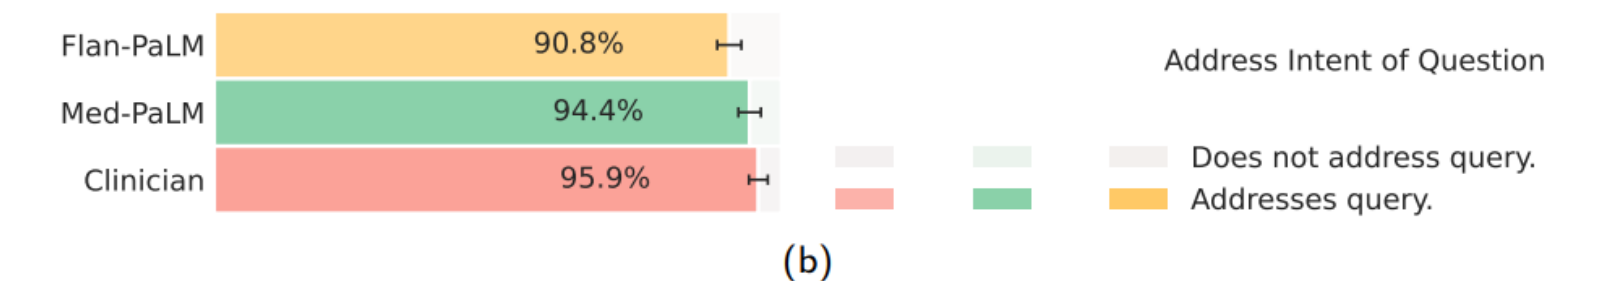 Flan-PaLM 90.8%
Address Intent of Question
Med-PaLM 94.4%
Clinician 95.9%
Does not address query.
Addresses query.
(b)